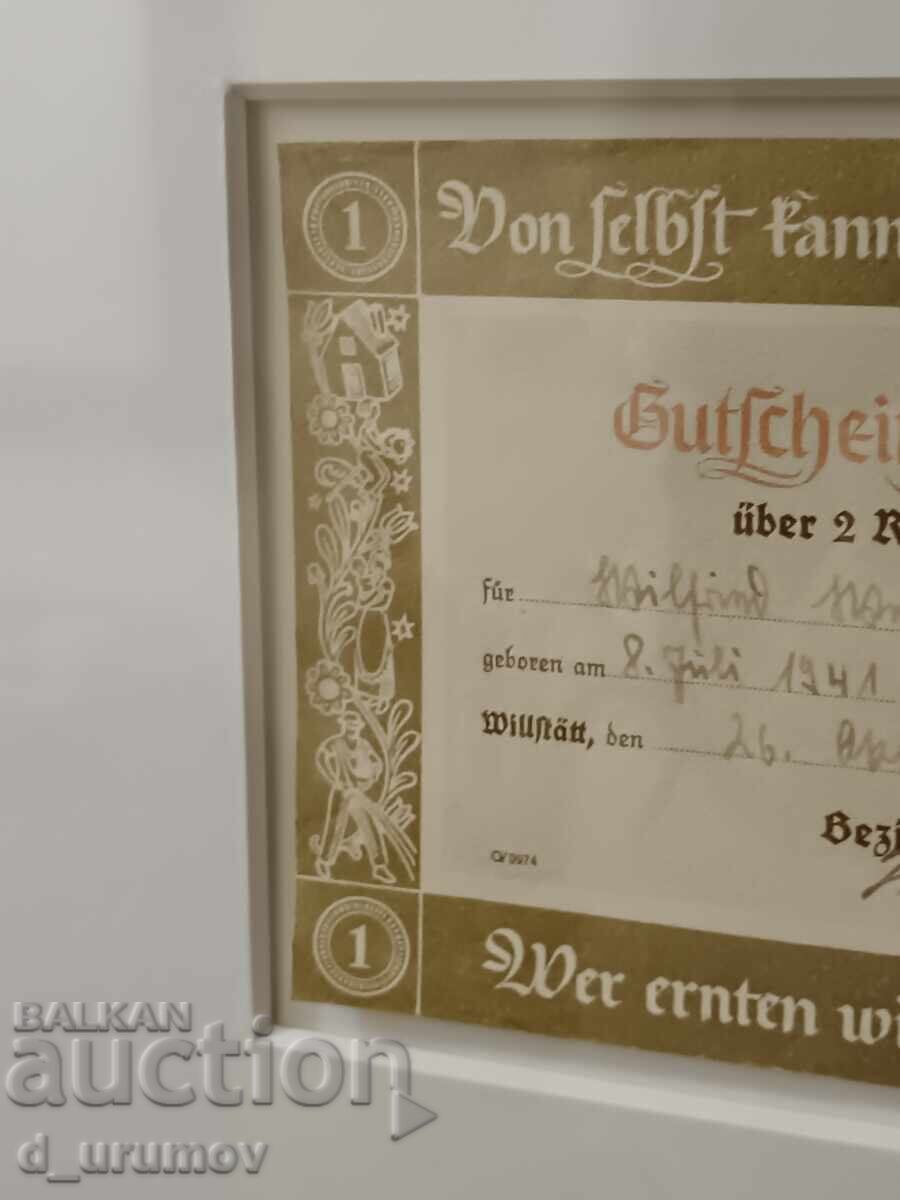 1
Von selbst kann
Gutschein
über 2 R
für Wilfried
geboren am 8. Juli 1941
Willstätt, den 26.
Bez
1
Wer ernten wi
BALKAN
auction
d_urumov